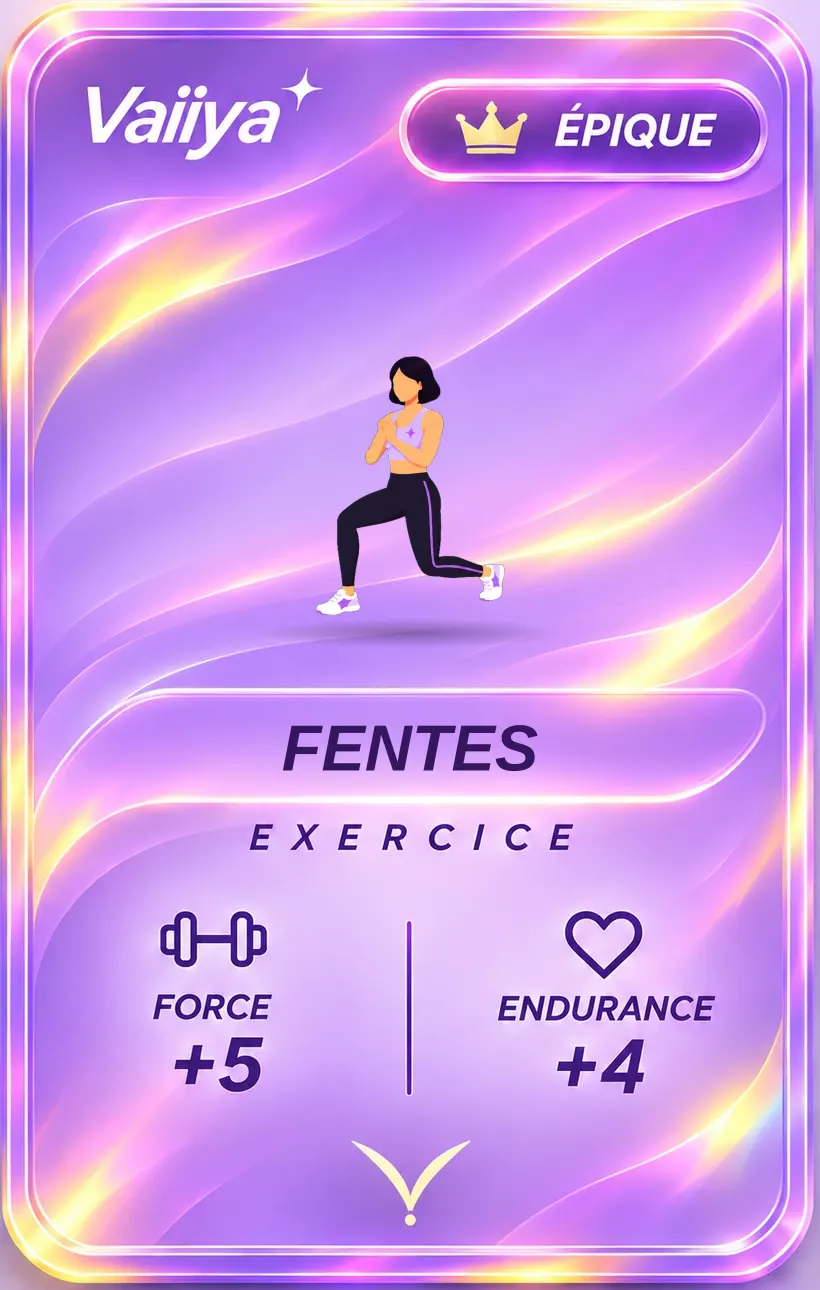 Vaiiya
ÉPIQUE
FENTES
EXERCICE
FORCE
+5
ENDURANCE
+4